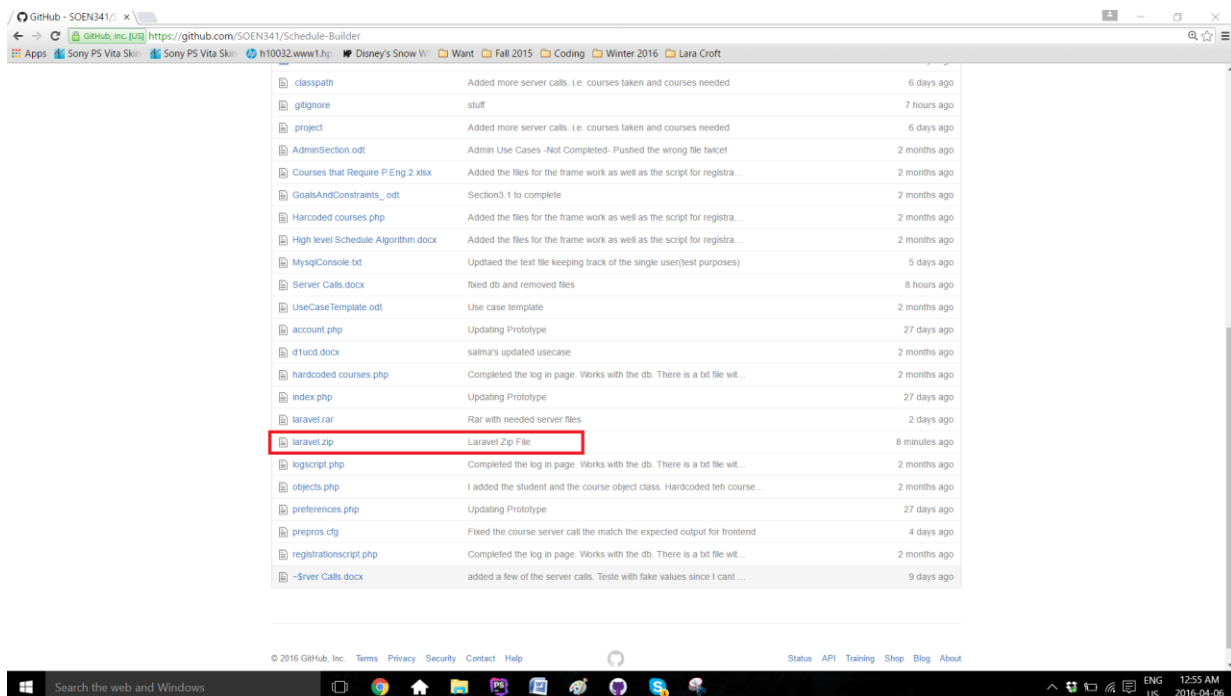 GitHub - SOEN341/S
GitHub, Inc. [US] https://github.com/SOEN341/Schedule-Builder
Apps Sony PS Vita Skin Sony PS Vita Skin h10032.www1.hp Disney's Snow W Want Fall 2015 Coding Winter 2016 Lara Croft
.classpath Added more server calls. i.e. courses taken and courses needed 6 days ago
.gitignore stuff 7 hours ago
.project Added more server calls. i.e. courses taken and courses needed 6 days ago
AdminSection.odt Admin Use Cases -Not Completed- Pushed the wrong file twice! 2 months ago
Courses that Require P.Eng.2.xlsx Added the files for the frame work as well as the script for registra... 2 months ago
GoalsAndConstraints_.odt Section3.1 to complete 2 months ago
Harcoded courses.php Added the files for the frame work as well as the script for registra... 2 months ago
High level Schedule Algorithm.docx Added the files for the frame work as well as the script for registra... 2 months ago
MysqlConsole.txt Updtaed the text file keeping track of the single user(test purposes) 5 days ago
Server Calls.docx fixed db and removed files 8 hours ago
UseCaseTemplate.odt Use case template 2 months ago
account.php Updating Prototype 27 days ago
d1ucd.docx salma's updated usecase 2 months ago
hardcoded courses.php Completed the log in page. Works with the db. There is a txt file wit... 2 months ago
index.php Updating Prototype 27 days ago
laravel.rar Rar with needed server files 2 days ago
laravel.zip Laravel Zip File 8 minutes ago
logscript.php Completed the log in page. Works with the db. There is a txt file wit... 2 months ago
objects.php I added the student and the course object class. Hardcoded teh course... 2 months ago
preferences.php Updating Prototype 27 days ago
prepros.cfg Fixed the course server call the match the expected output for frontend 4 days ago
registrationscript.php Completed the log in page. Works with the db. There is a txt file wit... 2 months ago
~$rver Calls.docx added a few of the server calls. Teste with fake values since I cant ... 9 days ago
© 2016 GitHub, Inc. Terms Privacy Security Contact Help Status API Training Shop Blog About
Search the web and Windows ENG 12:55 AM
UK 2016-04-06